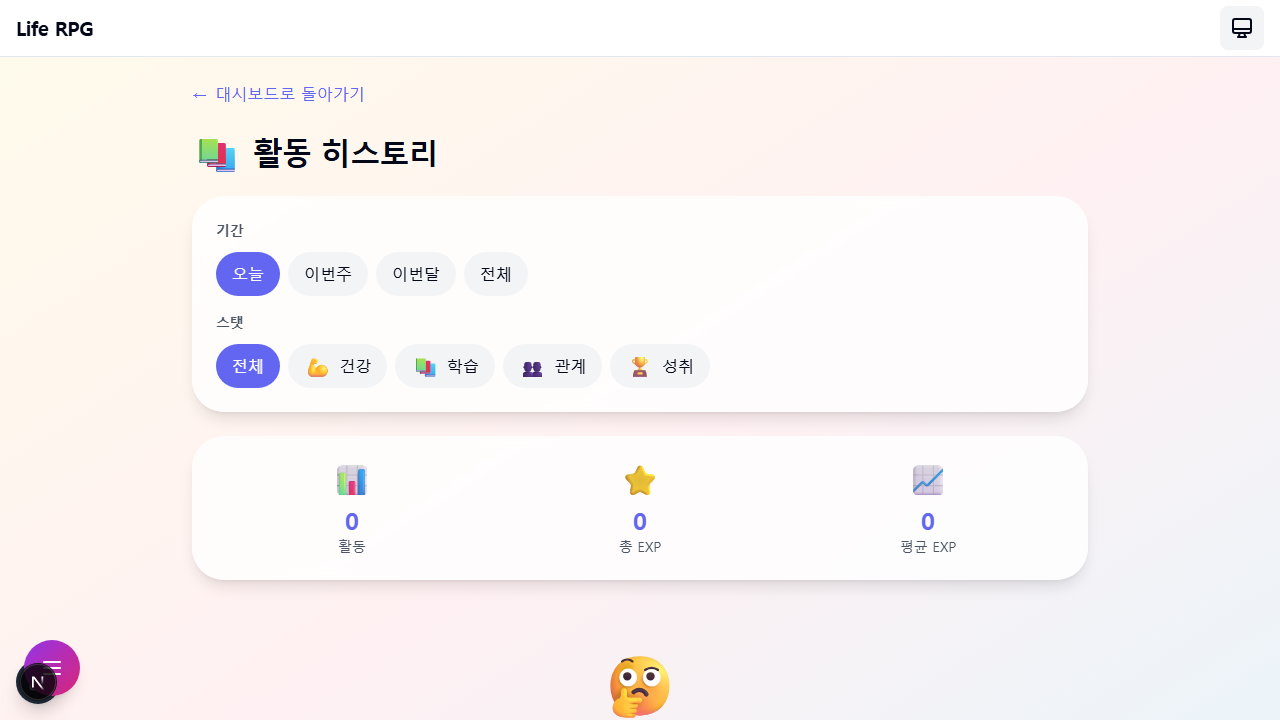 Life RPG
← 대시보드로 돌아가기
📚 활동 히스토리
기간
오늘 이번주 이번달 전체
스탯
전체 💪 건강 📚 학습 👥 관계 🏆 성취
0 0 0
활동 총 EXP 평균 EXP
N